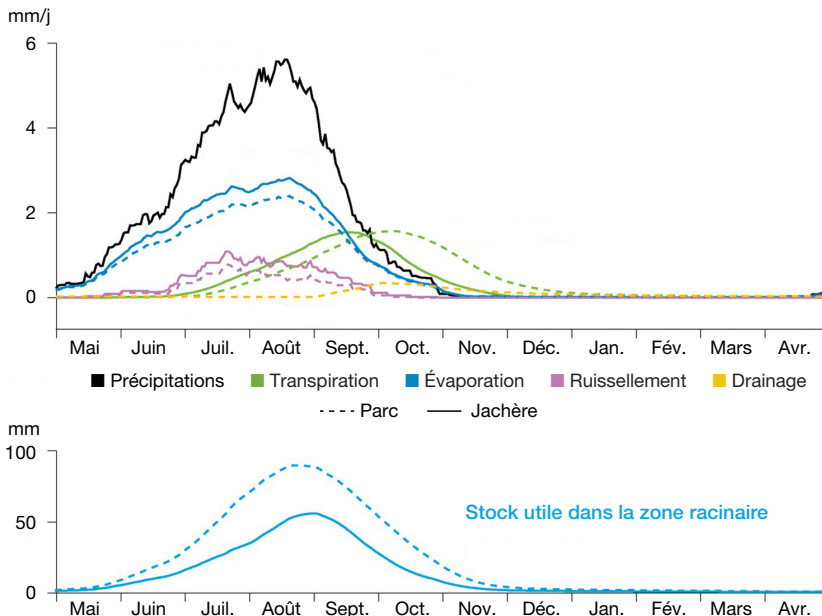 mm/j
6
4
2
0
Mai Juin Juil. Août Sept. Oct. Nov. Déc. Jan. Fév. Mars Avr.
Précipitations Transpiration Évaporation Ruissellement Drainage
Parc Jachère
mm
100
Stock utile dans la zone racinaire
50
0
Mai Juin Juil. Août Sept. Oct. Nov. Déc. Jan. Fév. Mars Avr.